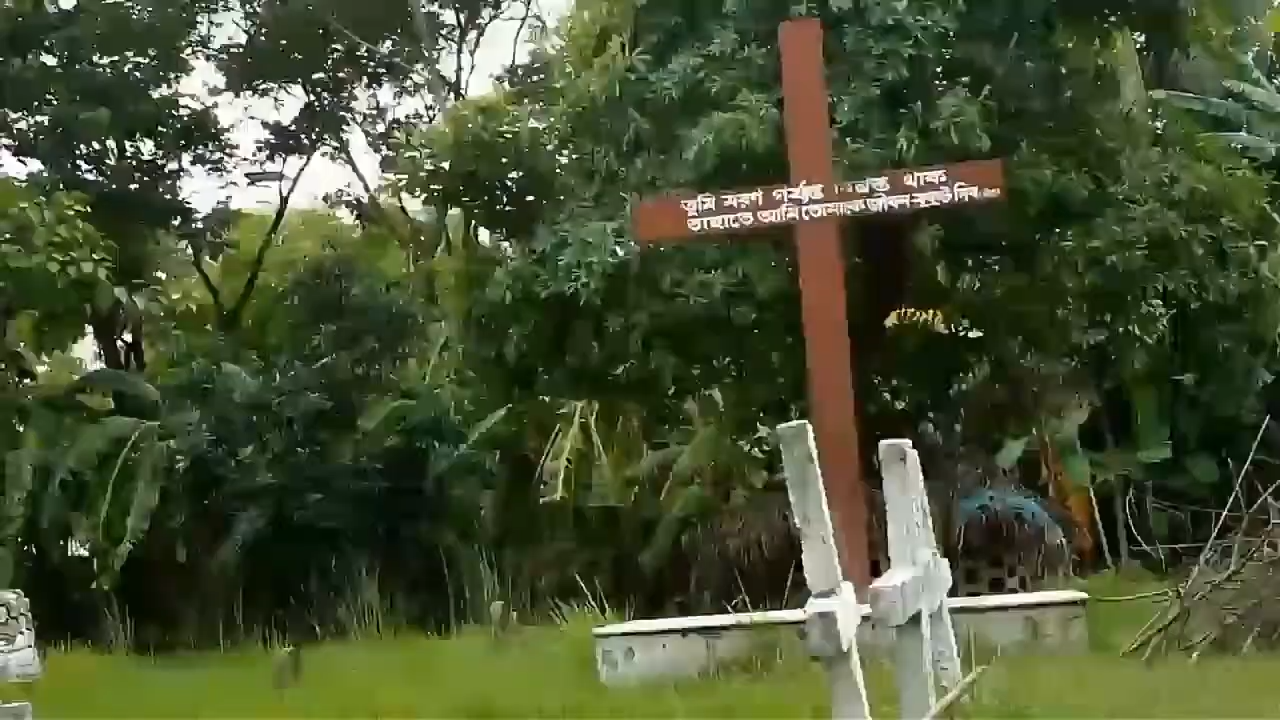 তুমি মরণ পর্য্যন্ত থাক
তাহাতে আমি তোমাকে জীবন মুকুট দিব